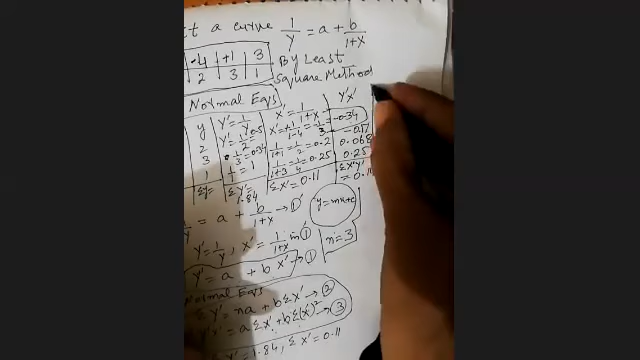 ct a curve 1/Y = a + b/1+X
-4 | +1 | 3 By Least
2 | 3 | 1 Square Method
Normal Eqs
y | Y'=1/Y | X'=1/1+X | Y'X'
2 | Y'=1/2=0.5 | X'=+1/1-4=-1/3 | -0.34
3 | 1/3=0.34 | 1/1+1=1/2=0.2 | 0.068
1 | 1/1=1 | 1/1+3=1/4=0.25 | 0.25
Σy= | ΣY'=1.84 | ΣX'=0.11 | ΣX'Y'=0.11
1/Y = a + b/1+X → ①' y=mx+c
Y'=1/Y, X'=1/1+X in ① n=3
Y' = a + b X' → ①
Normal Eqs
ΣY' = na + bΣX' → ②
X'Y' = aΣX' + bΣ(X')² → ③
ΣY' = 1.84, ΣX' = 0.11